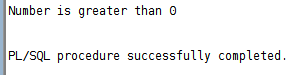 Number is greater than 0
PL/SQL procedure successfully completed.